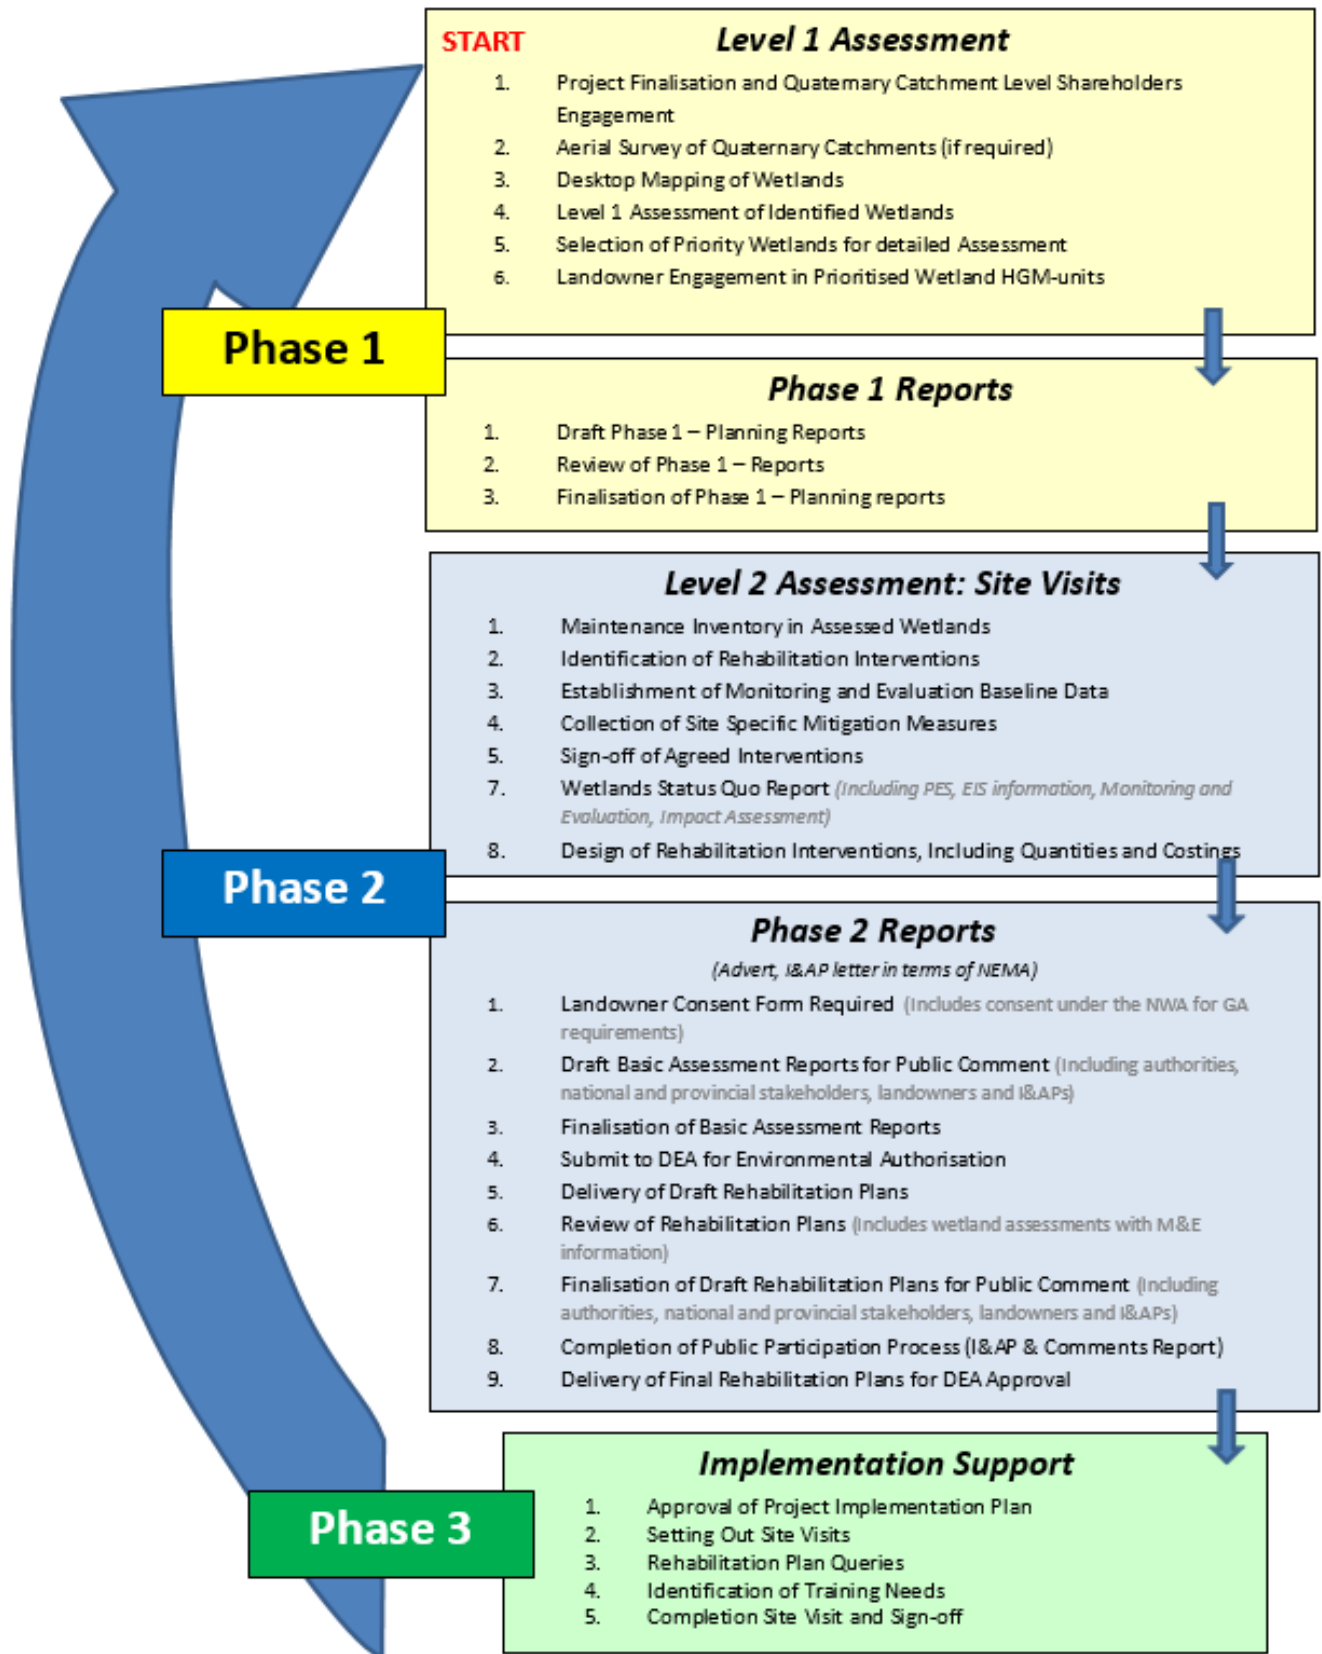 START
Level 1 Assessment
1. Project Finalisation and Quaternary Catchment Level Shareholders
Engagement
2. Aerial Survey of Quaternary Catchments (if required)
3. Desktop Mapping of Wetlands
4. Level 1 Assessment of Identified Wetlands
5. Selection of Priority Wetlands for detailed Assessment
6. Landowner Engagement in Prioritised Wetland HGM-units
Phase 1
Phase 1 Reports
1. Draft Phase 1 – Planning Reports
2. Review of Phase 1 – Reports
3. Finalisation of Phase 1 – Planning reports
Level 2 Assessment: Site Visits
1. Maintenance Inventory in Assessed Wetlands
2. Identification of Rehabilitation Interventions
3. Establishment of Monitoring and Evaluation Baseline Data
4. Collection of Site Specific Mitigation Measures
5. Sign-off of Agreed Interventions
7. Wetlands Status Quo Report (Including PES, EIS information, Monitoring and
Evaluation, Impact Assessment)
8. Design of Rehabilitation Interventions, Including Quantities and Costings
Phase 2
Phase 2 Reports
(Advert, I&AP letter in terms of NEMA)
1. Landowner Consent Form Required (Includes consent under the NWA for GA
requirements)
2. Draft Basic Assessment Reports for Public Comment (Including authorities,
national and provincial stakeholders, landowners and I&APs)
3. Finalisation of Basic Assessment Reports
4. Submit to DEA for Environmental Authorisation
5. Delivery of Draft Rehabilitation Plans
6. Review of Rehabilitation Plans (Includes wetland assessments with M&E
information)
7. Finalisation of Draft Rehabilitation Plans for Public Comment (Including
authorities, national and provincial stakeholders, landowners and I&APs)
8. Completion of Public Participation Process (I&AP & Comments Report)
9. Delivery of Final Rehabilitation Plans for DEA Approval
Phase 3
Implementation Support
1. Approval of Project Implementation Plan
2. Setting Out Site Visits
3. Rehabilitation Plan Queries
4. Identification of Training Needs
5. Completion Site Visit and Sign-off